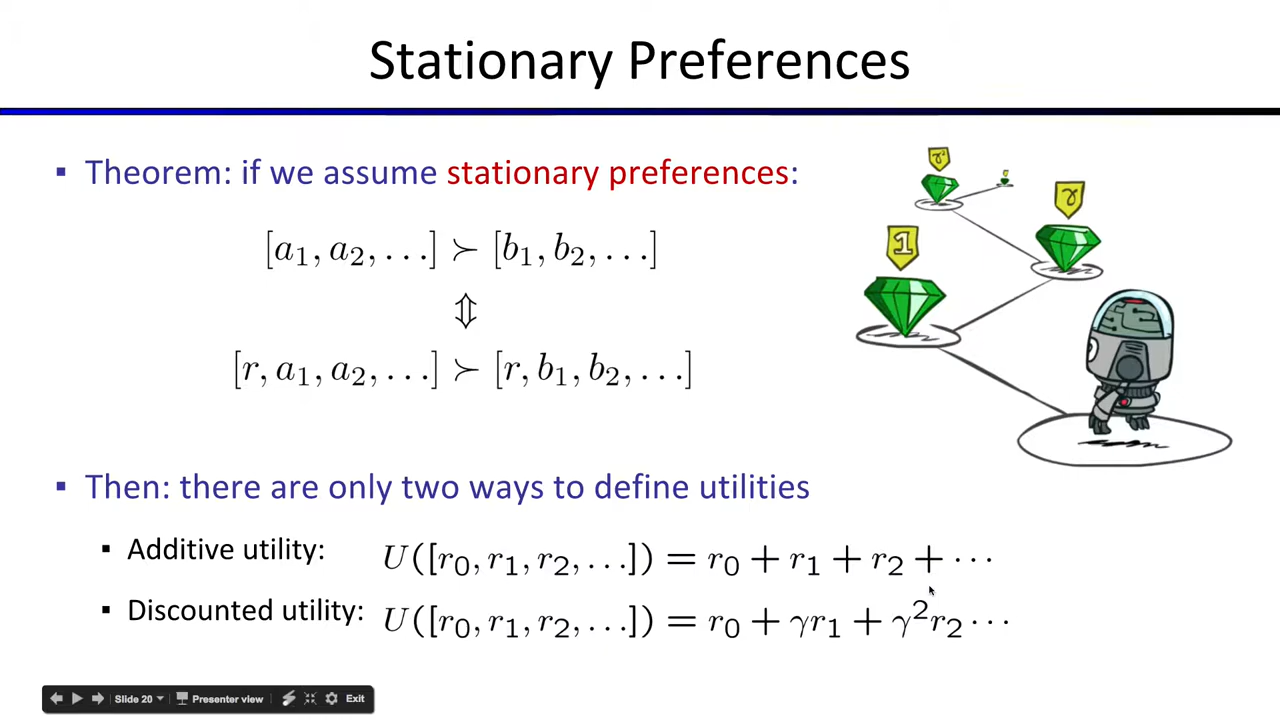 Stationary Preferences
▪ Theorem: if we assume stationary preferences:
[a₁, a₂, …] ≻ [b₁, b₂, …]
⇕
[r, a₁, a₂, …] ≻ [r, b₁, b₂, …]
1
γ
γ²
▪ Then: there are only two ways to define utilities
▪ Additive utility: U([r₀, r₁, r₂, …]) = r₀ + r₁ + r₂ + ⋯
▪ Discounted utility: U([r₀, r₁, r₂, …]) = r₀ + γr₁ + γ²r₂ ⋯
Slide 20 Presenter view Exit